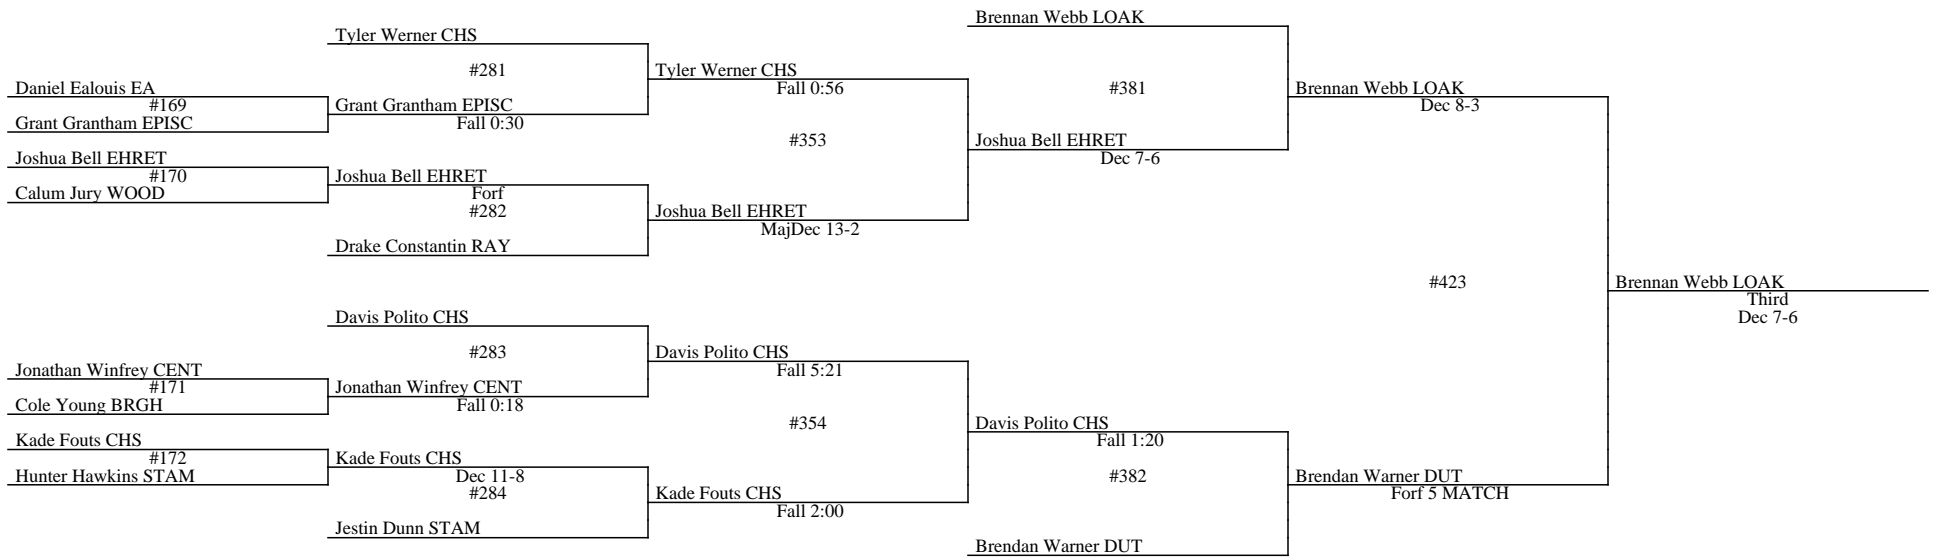 Brennan Webb LOAK
Tyler Werner CHS
#281
Tyler Werner CHS
Fall 0:56
#381
Brennan Webb LOAK
Dec 8-3
Daniel Ealouis EA
#169
Grant Grantham EPISC
Grant Grantham EPISC
Fall 0:30
#353
Joshua Bell EHRET
Dec 7-6
Joshua Bell EHRET
#170
Calum Jury WOOD
Joshua Bell EHRET
Forf
#282
Joshua Bell EHRET
MajDec 13-2
Drake Constantin RAY
#423
Brennan Webb LOAK
Third
Dec 7-6
Davis Polito CHS
#283
Davis Polito CHS
Fall 5:21
Jonathan Winfrey CENT
#171
Cole Young BRGH
Jonathan Winfrey CENT
Fall 0:18
#354
Davis Polito CHS
Fall 1:20
Kade Fouts CHS
#172
Hunter Hawkins STAM
Kade Fouts CHS
Dec 11-8
#284
Kade Fouts CHS
Fall 2:00
#382
Brendan Warner DUT
Forf 5 MATCH
Jestin Dunn STAM
Brendan Warner DUT